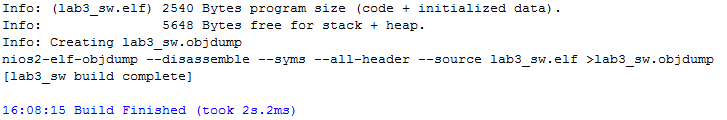 Info: (lab3_sw.elf) 2540 Bytes program size (code + initialized data).
Info:                5648 Bytes free for stack + heap.
Info: Creating lab3_sw.objdump
nios2-elf-objdump --disassemble --syms --all-header --source lab3_sw.elf >lab3_sw.objdump
[lab3_sw build complete]
16:08:15 Build Finished (took 2s.2ms)